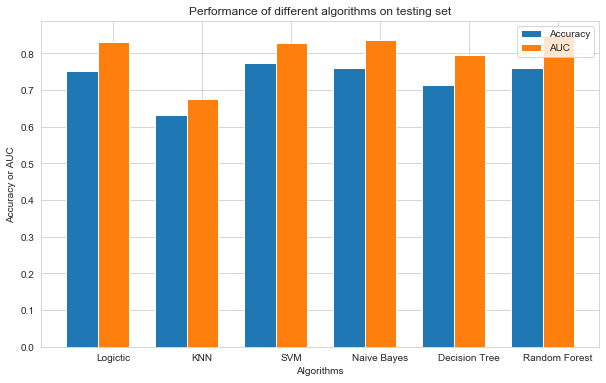 Performance of different algorithms on testing set
Accuracy
AUC
Accuracy or AUC
0.8
0.7
0.6
0.5
0.4
0.3
0.2
0.1
0.0
Logictic KNN SVM Naive Bayes Decision Tree Random Forest
Algorithms